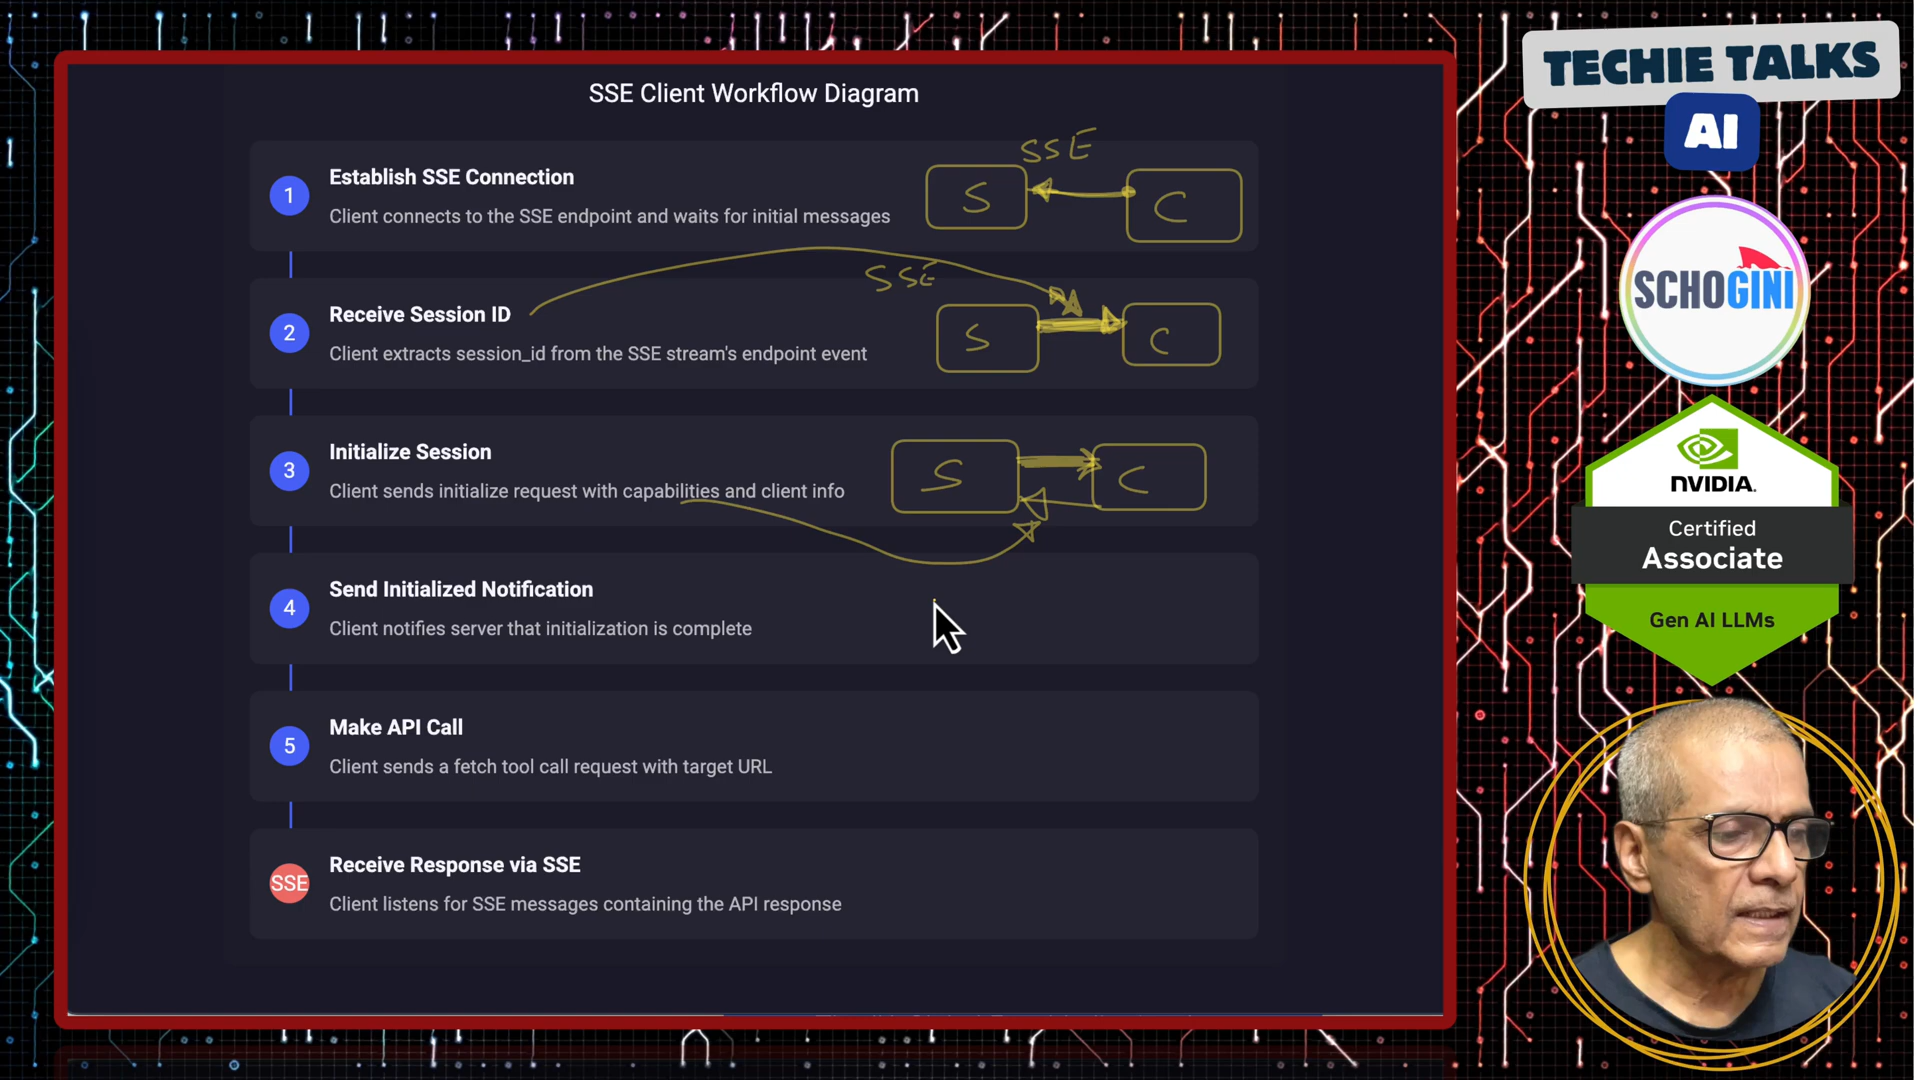 SSE Client Workflow Diagram
1
Establish SSE Connection
Client connects to the SSE endpoint and waits for initial messages
SSE
S
C
2
Receive Session ID
Client extracts session_id from the SSE stream's endpoint event
SSE
S
C
3
Initialize Session
Client sends initialize request with capabilities and client info
S
C
4
Send Initialized Notification
Client notifies server that initialization is complete
5
Make API Call
Client sends a fetch tool call request with target URL
SSE
Receive Response via SSE
Client listens for SSE messages containing the API response
TECHIE TALKS
AI
SCHOGINI
NVIDIA.
Certified
Associate
Gen AI LLMs